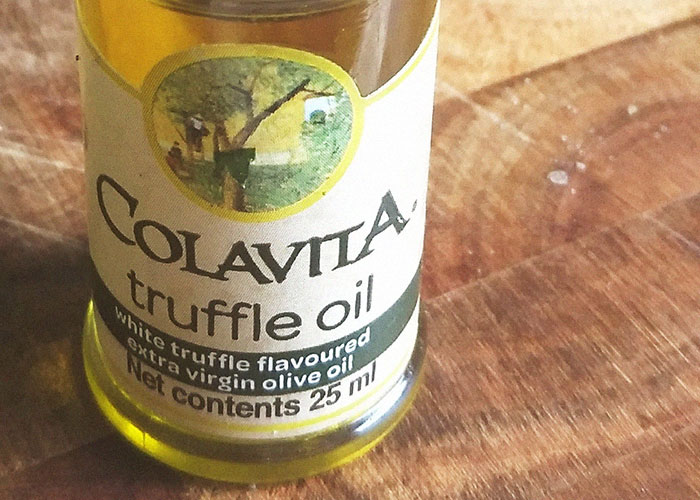 COLAVITA
truffle oil
white truffle flavoured
extra virgin olive oil
Net contents 25 ml